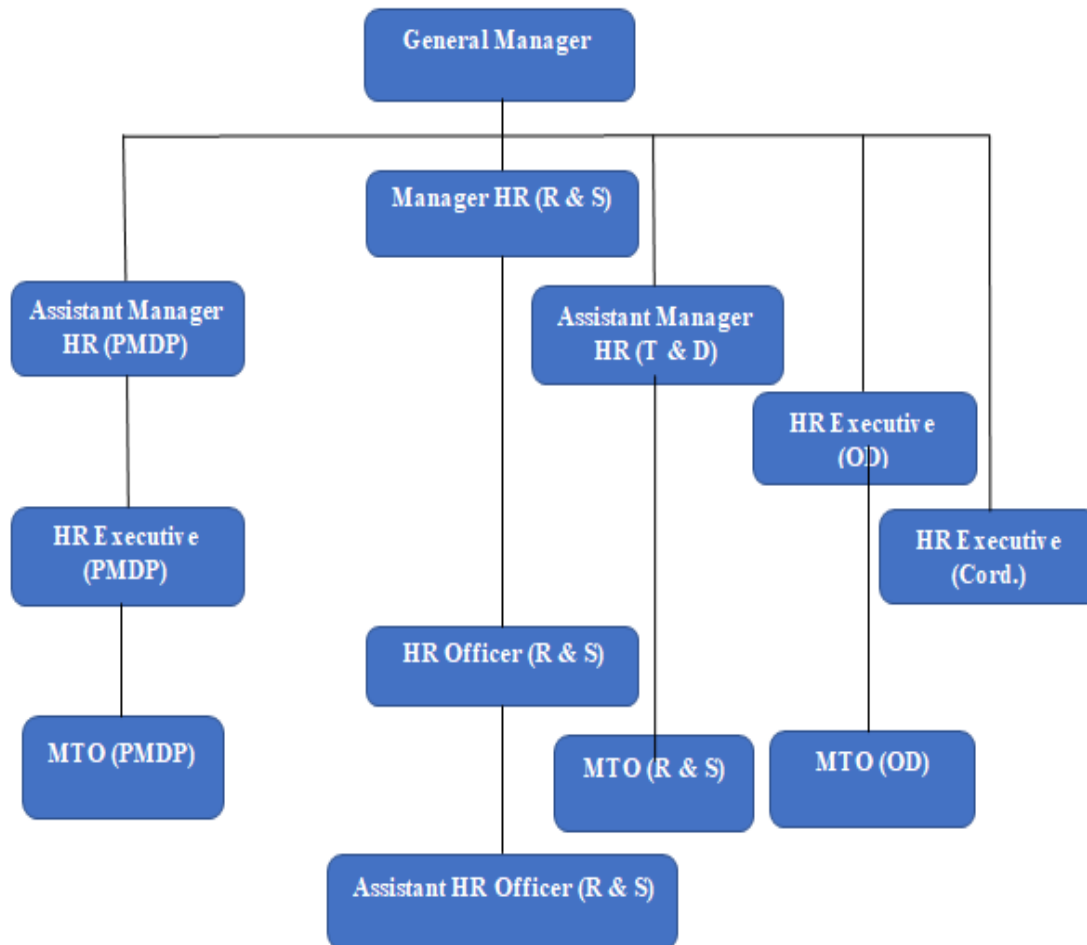 General Manager
Manager HR (R & S)
Assistant Manager
HR (PMDP)
Assistant Manager
HR (T & D)
HR Executive
(OD)
HR Executive
(PMDP)
HR Executive
(Cord.)
HR Officer (R & S)
MTO (PMDP)
MTO (R & S)
MTO (OD)
Assistant HR Officer (R & S)